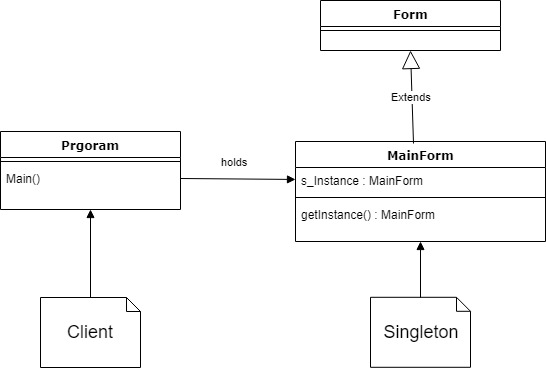 Form
Extends
Prgoram
Main()
holds
MainForm
s_Instance : MainForm
getInstance() : MainForm
Client
Singleton